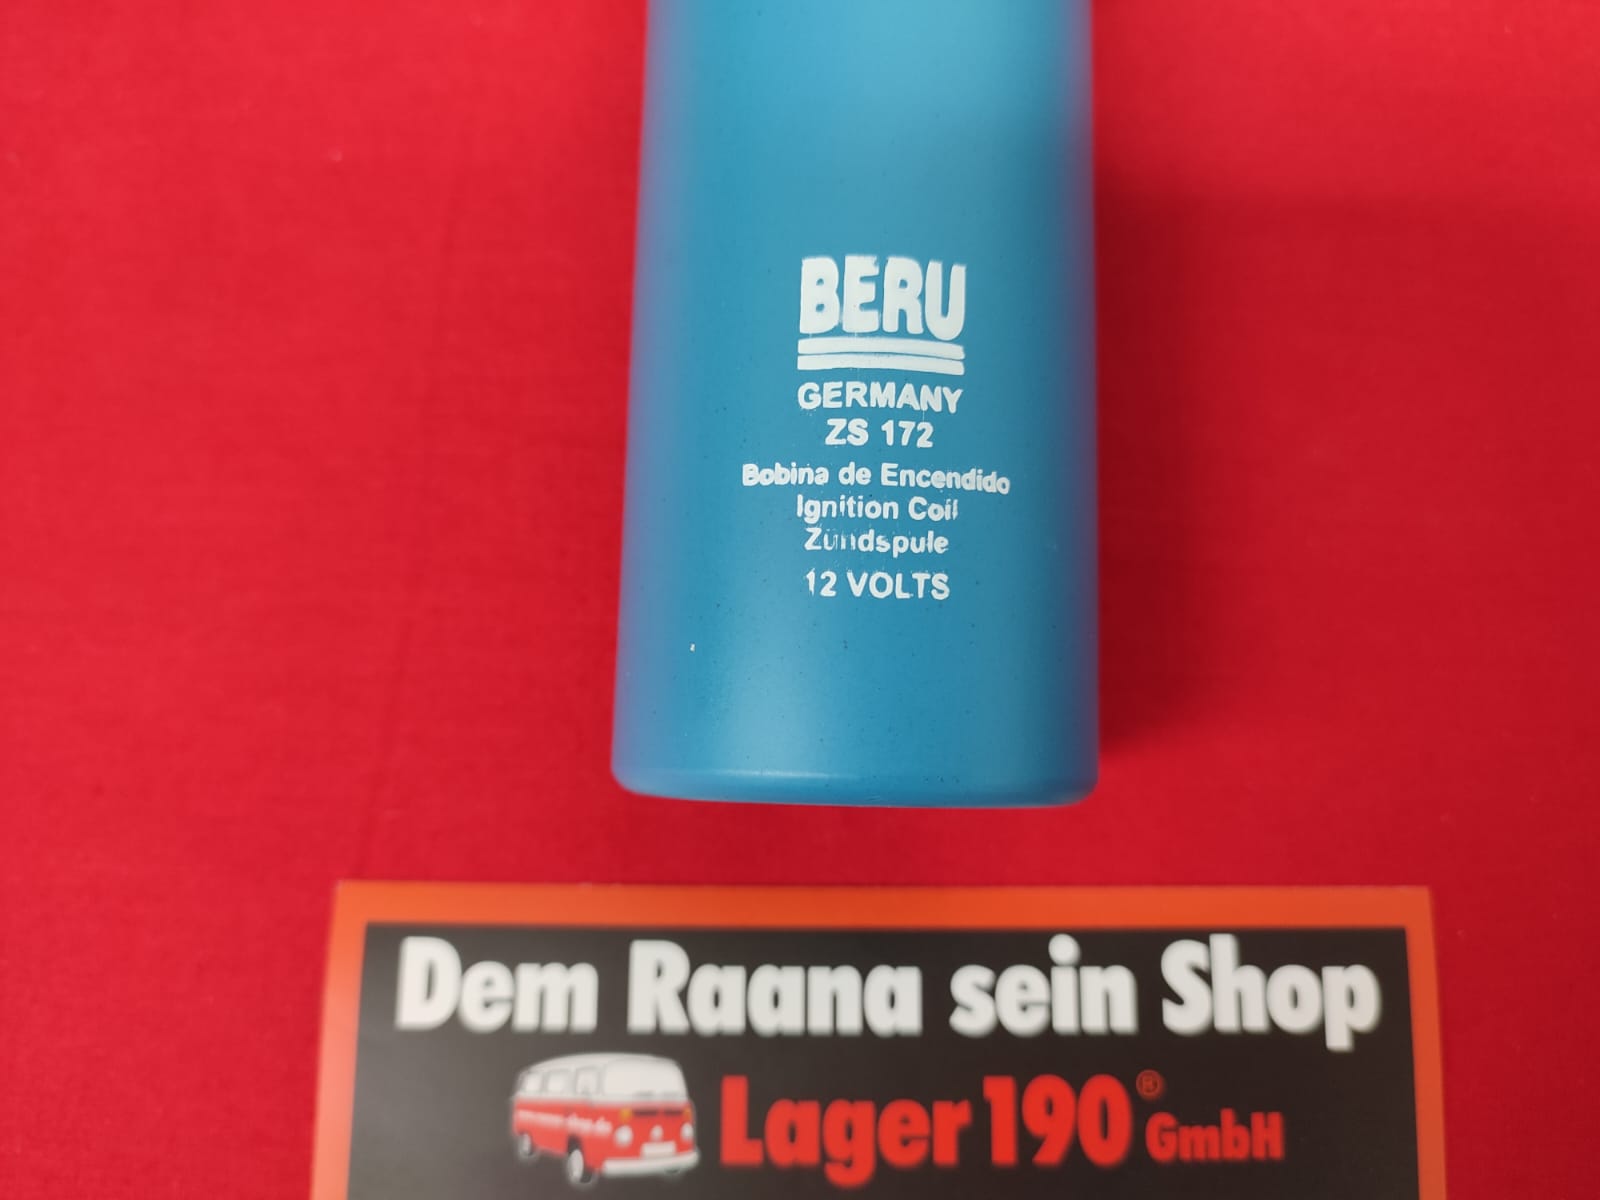 BERU
GERMANY
ZS 172
Bobina de Encendido
Ignition Coil
Zündspule
12 VOLTS
Dem Raana sein Shop
Lager 190® GmbH